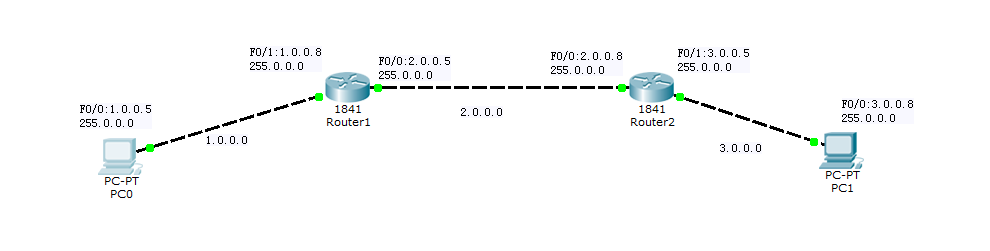 F0/1:1.0.0.8
255.0.0.0
F0/0:2.0.0.5
255.0.0.0
F0/0:2.0.0.8
255.0.0.0
F0/1:3.0.0.5
255.0.0.0
1841
Router1
2.0.0.0
1841
Router2
F0/0:1.0.0.5
255.0.0.0
F0/0:3.0.0.8
255.0.0.0
1.0.0.0
3.0.0.0
PC-PT
PC0
PC-PT
PC1